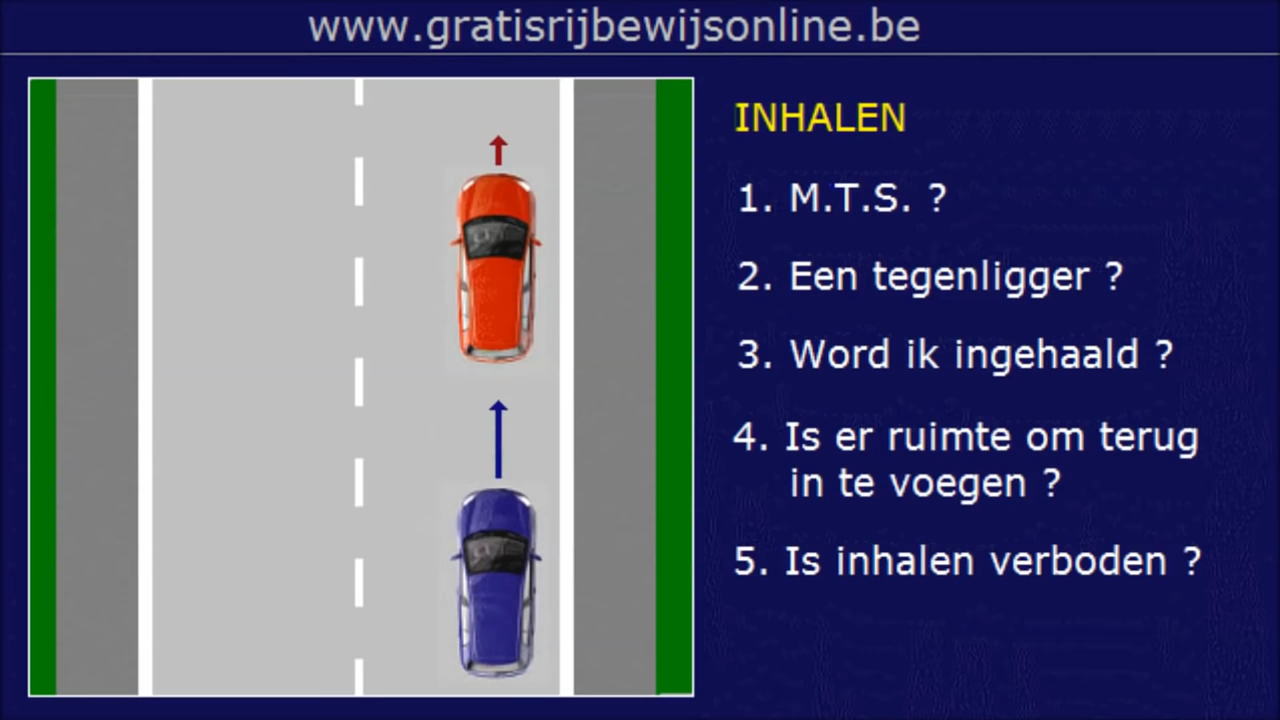 www.gratisrijbewijsonline.be
INHALEN
1. M.T.S. ?
2. Een tegenligger ?
3. Word ik ingehaald ?
4. Is er ruimte om terug
in te voegen ?
5. Is inhalen verboden ?